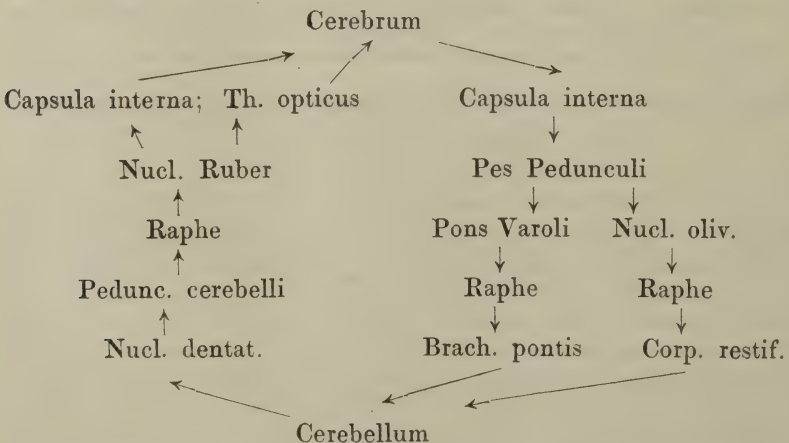 Cerebrum
Capsula interna; Th. opticus Capsula interna
Nucl. Ruber Pes Pedunculi
Raphe Pons Varoli Nucl. oliv.
Pedunc. cerebelli Raphe Raphe
Nucl. dentat. Brach. pontis Corp. restif.
Cerebellum